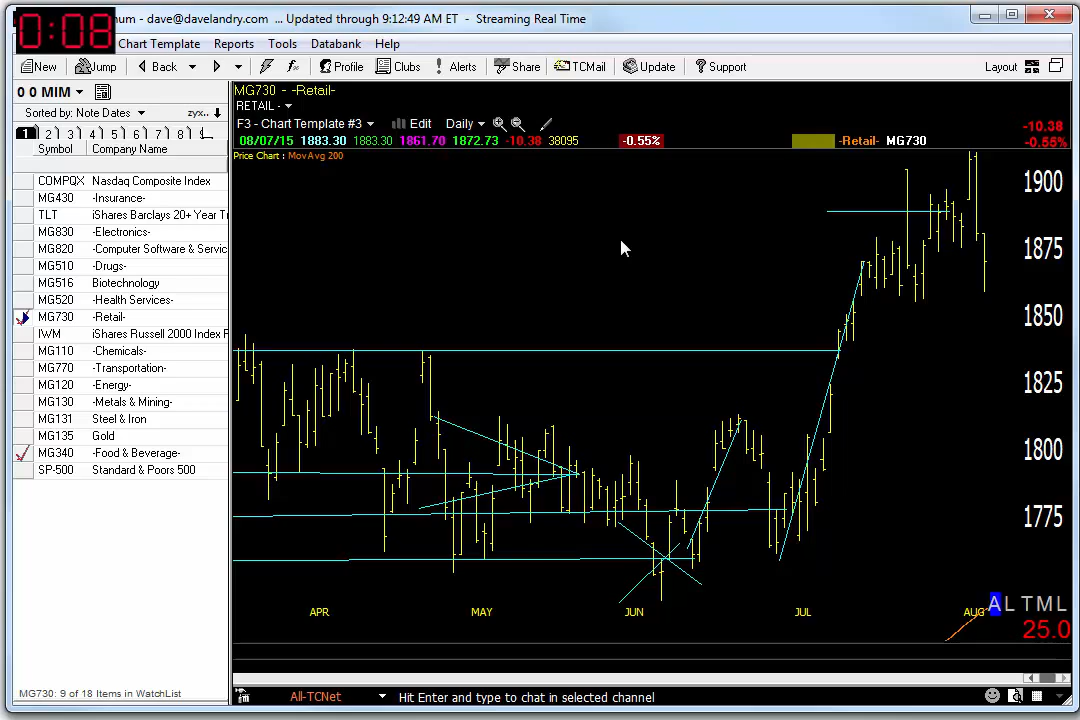 0:08
num - dave@davelandry.com ... Updated through 9:12:49 AM ET - Streaming Real Time
Chart Template Reports Tools Databank Help
New Jump Back Profile Clubs Alerts Share TCMail Update Support Layout
0 0 MIM
Sorted by: Note Dates zyx..
1 2 3 4 5 6 7 8
Symbol Company Name
COMPQX Nasdaq Composite Index
MG430 -Insurance-
TLT iShares Barclays 20+ Year Tr
MG830 -Electronics-
MG820 -Computer Software & Servic
MG510 -Drugs-
MG516 Biotechnology
MG520 -Health Services-
MG730 -Retail-
IWM iShares Russell 2000 Index F
MG110 -Chemicals-
MG770 -Transportation-
MG120 -Energy-
MG130 -Metals & Mining-
MG131 Steel & Iron
MG135 Gold
MG340 -Food & Beverage-
SP-500 Standard & Poors 500
MG730: 9 of 18 Items in WatchList
MG730 - -Retail-
RETAIL -
F3 - Chart Template #3 Edit Daily
08/07/15 1883.30 1883.30 1861.70 1872.73 -10.38 38095 -0.55% -Retail- MG730
-10.38
-0.55%
Price Chart : MovAvg 200
1900
1875
1850
1825
1800
1775
APR MAY JUN JUL AUG
A L T M L
25.0
All-TCNet Hit Enter and type to chat in selected channel